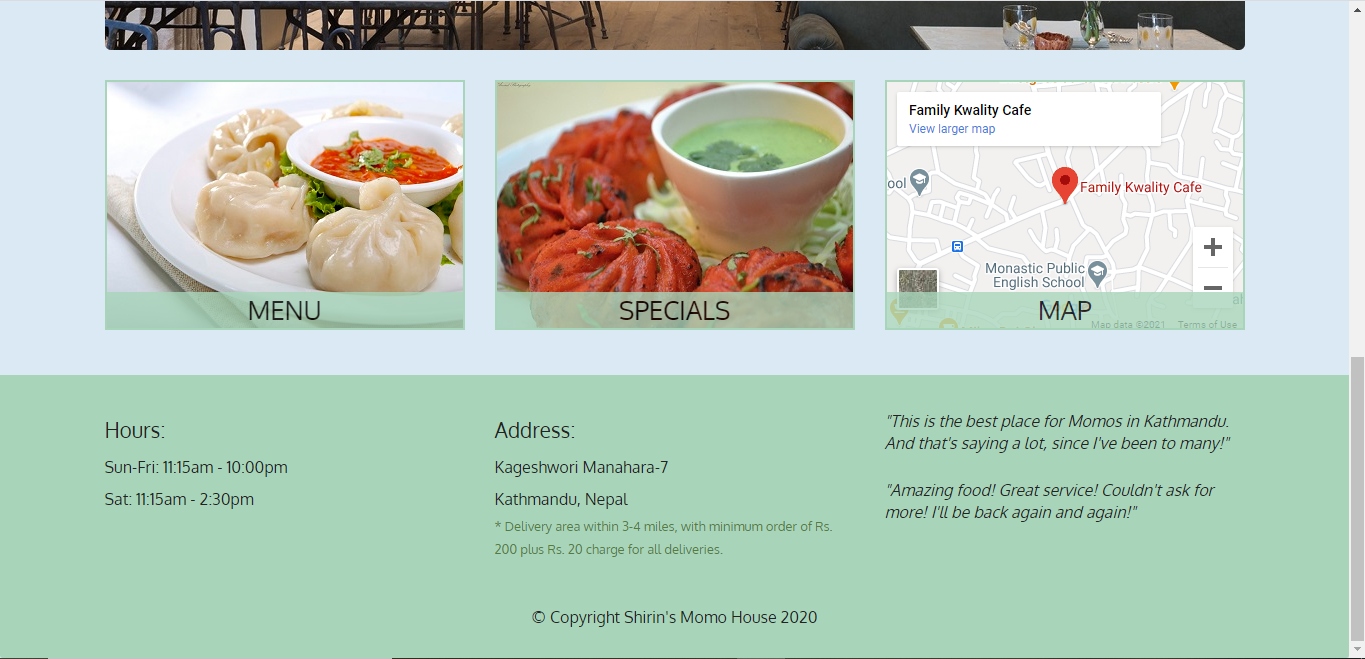 MENU
SPECIALS
Family Kwality Cafe
View larger map
ool
Family Kwality Cafe
Monastic Public
English School
MAP
Map data ©2021 Terms of Use
Hours:
Sun-Fri: 11:15am - 10:00pm
Sat: 11:15am - 2:30pm
Address:
Kageshwori Manahara-7
Kathmandu, Nepal
* Delivery area within 3-4 miles, with minimum order of Rs.
200 plus Rs. 20 charge for all deliveries.
"This is the best place for Momos in Kathmandu.
And that's saying a lot, since I've been to many!"
"Amazing food! Great service! Couldn't ask for
more! I'll be back again and again!"
© Copyright Shirin's Momo House 2020